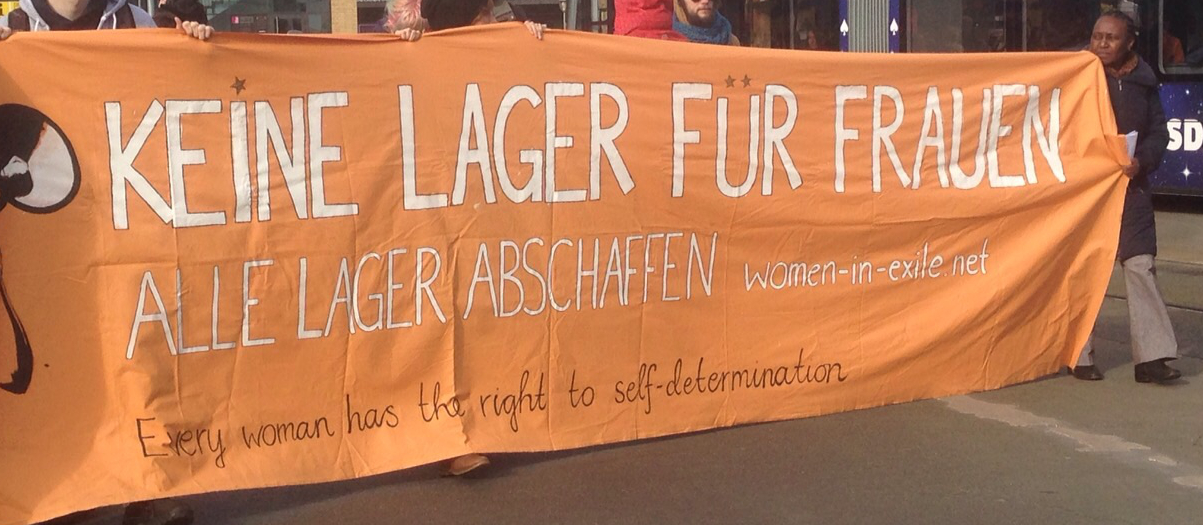 KEINE LAGER FÜR FRAUEN
ALLE LAGER ABSCHAFFEN women-in-exile.net
Every woman has the right to self-determination
SD